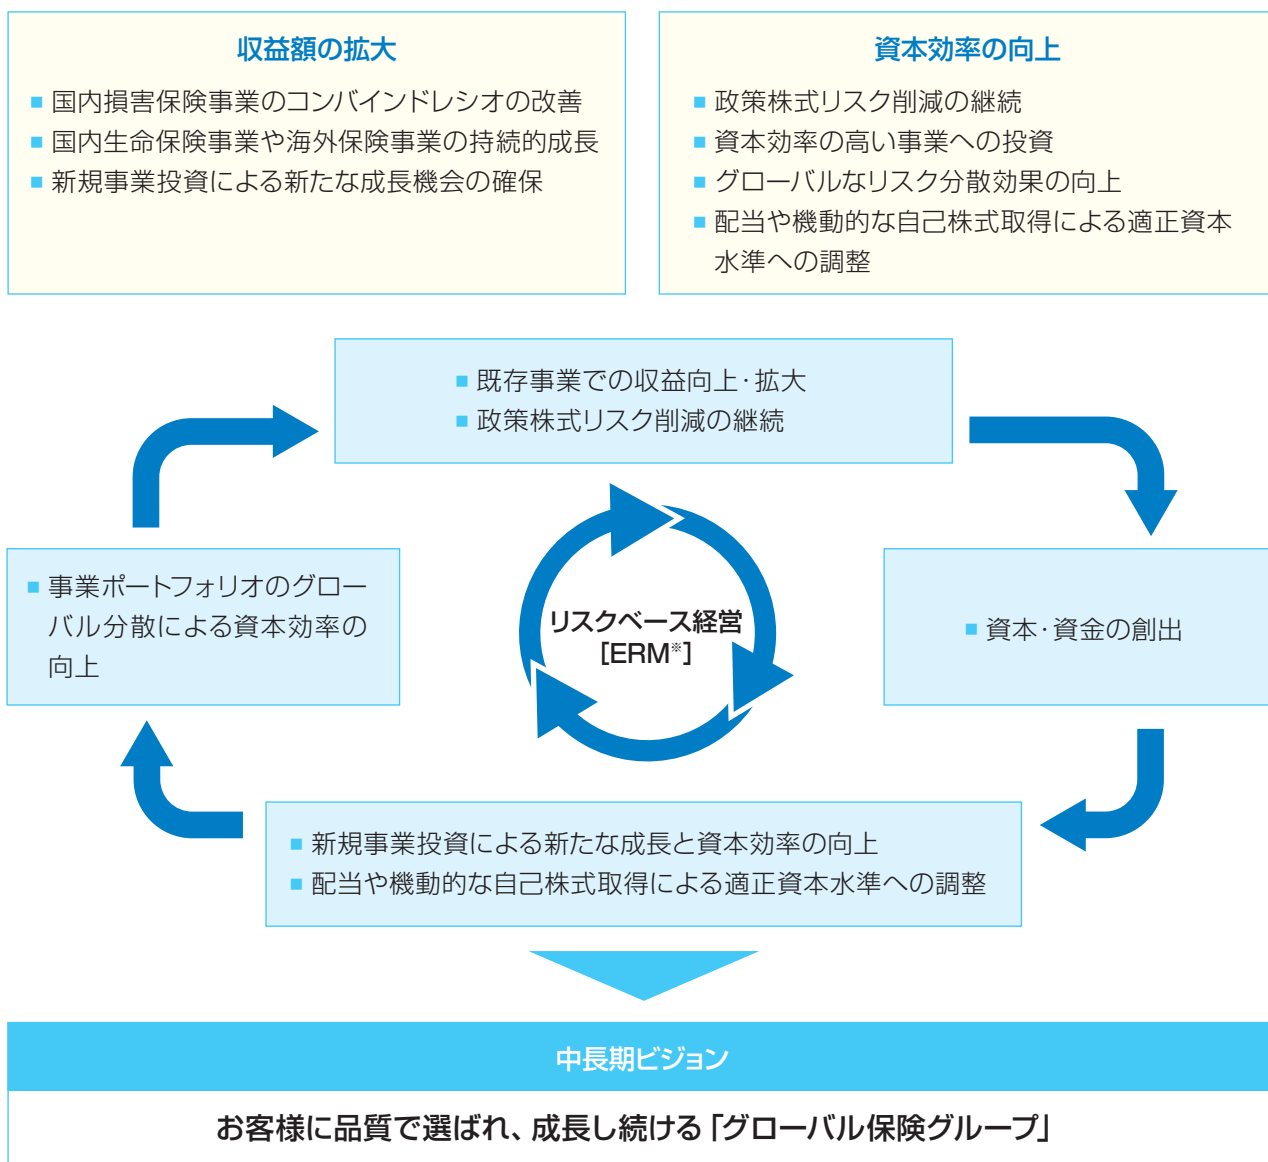 収益額の拡大
■ 国内損害保険事業のコンバインドレシオの改善
■ 国内生命保険事業や海外保険事業の持続的成長
■ 新規事業投資による新たな成長機会の確保
資本効率の向上
■ 政策株式リスク削減の継続
■ 資本効率の高い事業への投資
■ グローバルなリスク分散効果の向上
■ 配当や機動的な自己株式取得による適正資本
水準への調整
■ 既存事業での収益向上・拡大
■ 政策株式リスク削減の継続
■ 事業ポートフォリオのグロー
バル分散による資本効率の
向上
リスクベース経営
[ERM※]
■ 資本・資金の創出
■ 新規事業投資による新たな成長と資本効率の向上
■ 配当や機動的な自己株式取得による適正資本水準への調整
中長期ビジョン
お客様に品質で選ばれ、成長し続ける「グローバル保険グループ」